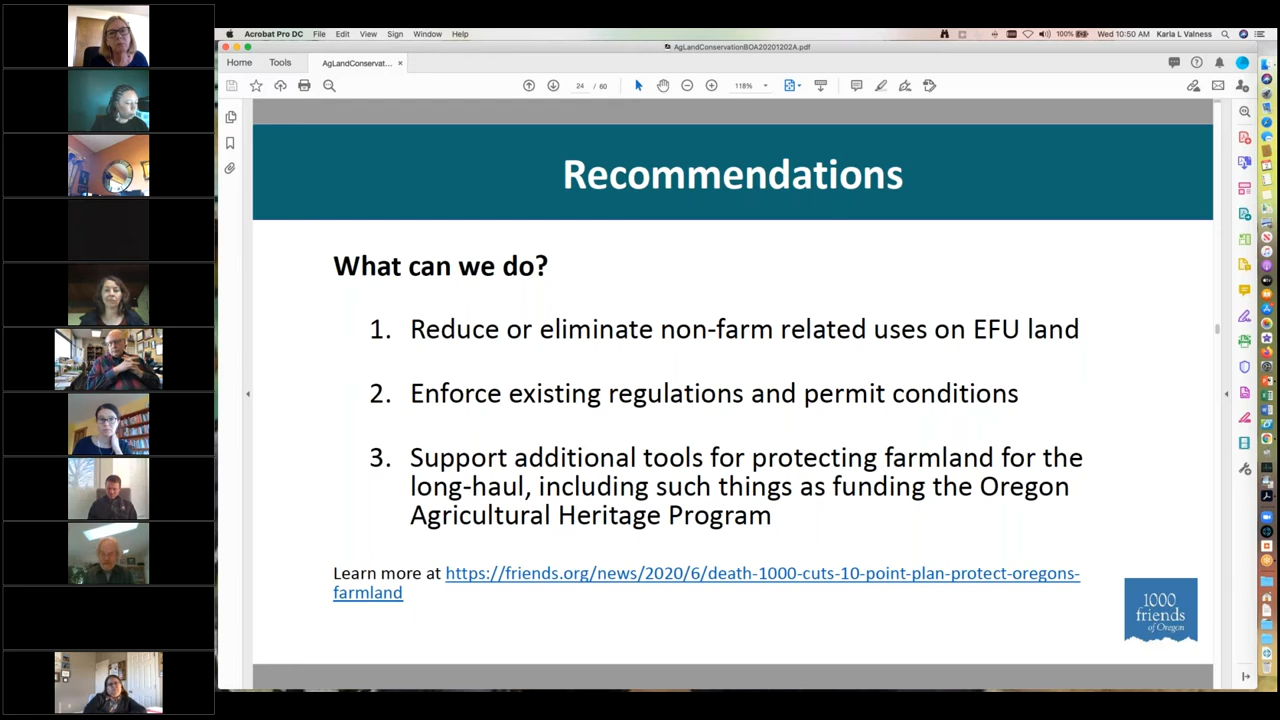 Acrobat Pro DC File Edit View Sign Window Help 100% Wed 10:50 AM Karla L Valness
AgLandConservationBOA20201202A.pdf
Home Tools AgLandConservat... ×
24 / 60 118%
Recommendations
What can we do?
1. Reduce or eliminate non-farm related uses on EFU land
2. Enforce existing regulations and permit conditions
3. Support additional tools for protecting farmland for the
long-haul, including such things as funding the Oregon
Agricultural Heritage Program
Learn more at https://friends.org/news/2020/6/death-1000-cuts-10-point-plan-protect-oregons-
farmland
1000
friends
of Oregon